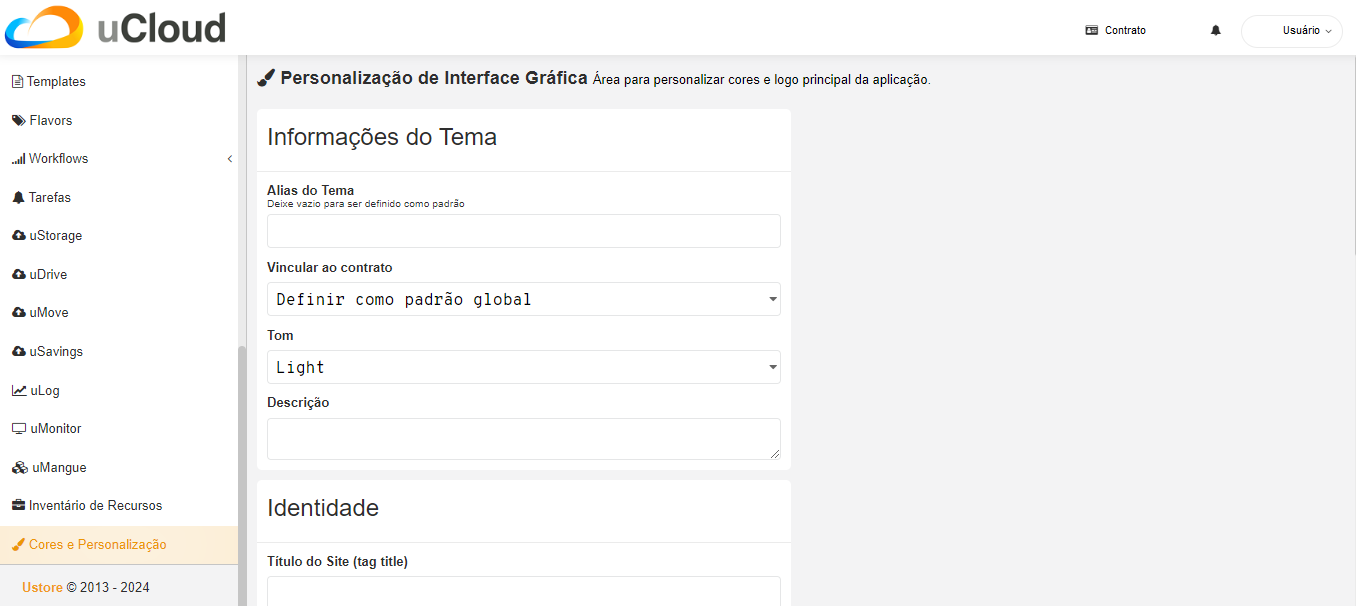 uCloud
Contrato
Usuário
Templates
Flavors
Workflows
Tarefas
uStorage
uDrive
uMove
uSavings
uLog
uMonitor
uMangue
Inventário de Recursos
Cores e Personalização
Ustore © 2013 - 2024
Personalização de Interface Gráfica Área para personalizar cores e logo principal da aplicação.
Informações do Tema
Alias do Tema
Deixe vazio para ser definido como padrão
Vincular ao contrato
Definir como padrão global
Tom
Light
Descrição
Identidade
Título do Site (tag title)